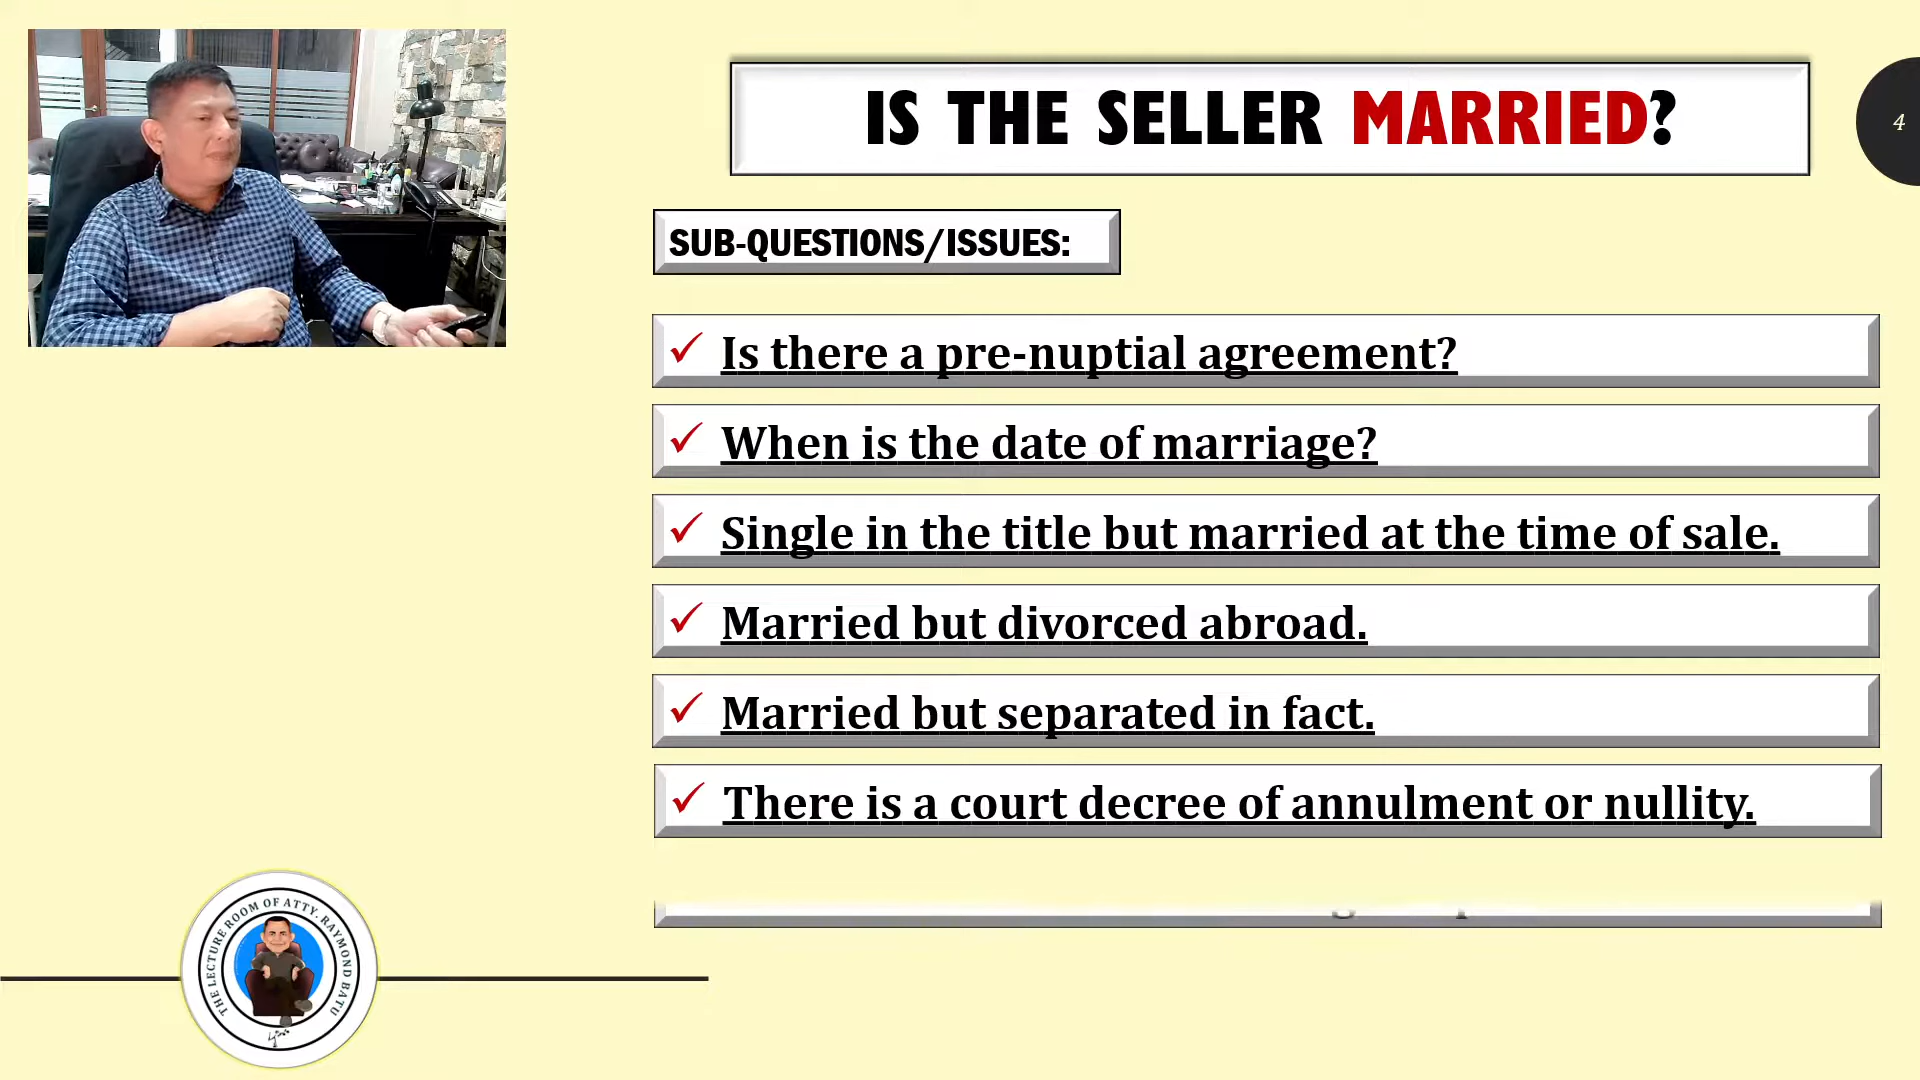 IS THE SELLER MARRIED?
4
SUB-QUESTIONS/ISSUES:
✓ Is there a pre-nuptial agreement?
✓ When is the date of marriage?
✓ Single in the title but married at the time of sale.
✓ Married but divorced abroad.
✓ Married but separated in fact.
✓ There is a court decree of annulment or nullity.
THE LECTURE ROOM OF ATTY. RAYMOND BATU